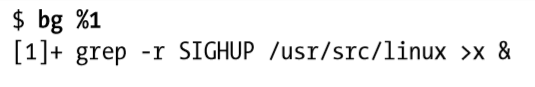 $ bg %1
[1]+ grep -r SIGHUP /usr/src/linux >x &